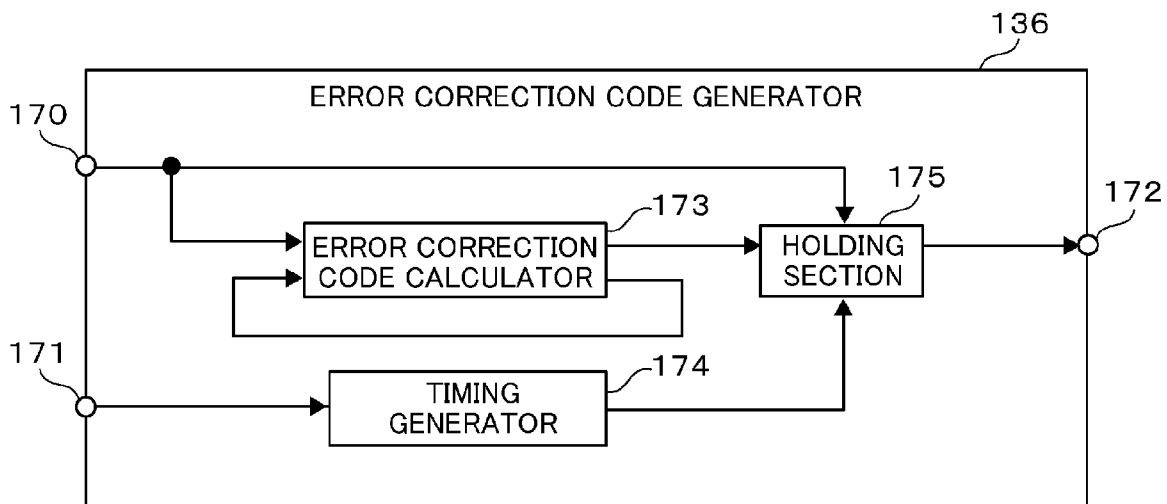 136
ERROR CORRECTION CODE GENERATOR
170
175
172
173
ERROR CORRECTION
CODE CALCULATOR
HOLDING
SECTION
171
174
TIMING
GENERATOR